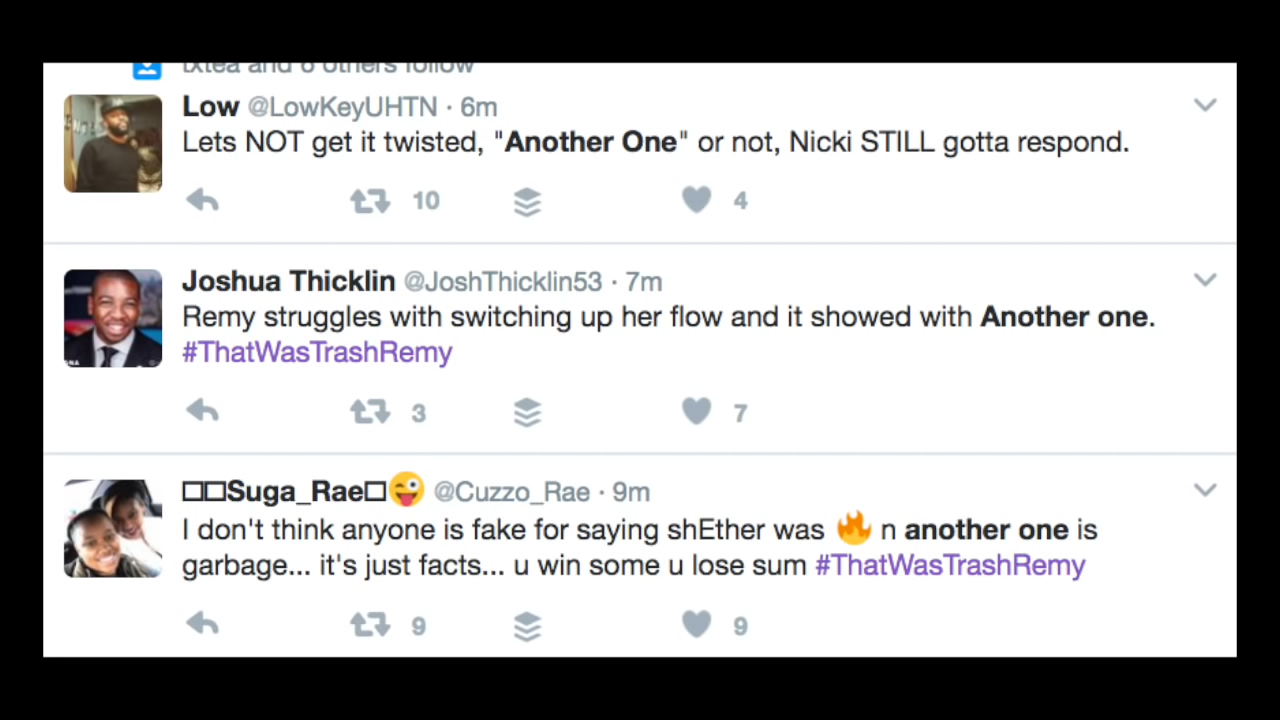 Low @LowKeyUHTN · 6m
Lets NOT get it twisted, "Another One" or not, Nicki STILL gotta respond.
10 4
Joshua Thicklin @JoshThicklin53 · 7m
Remy struggles with switching up her flow and it showed with Another one.
#ThatWasTrashRemy
3 7
□□Suga_Rae□😜 @Cuzzo_Rae · 9m
I don't think anyone is fake for saying shEther was 🔥 n another one is
garbage... it's just facts... u win some u lose sum #ThatWasTrashRemy
9 9